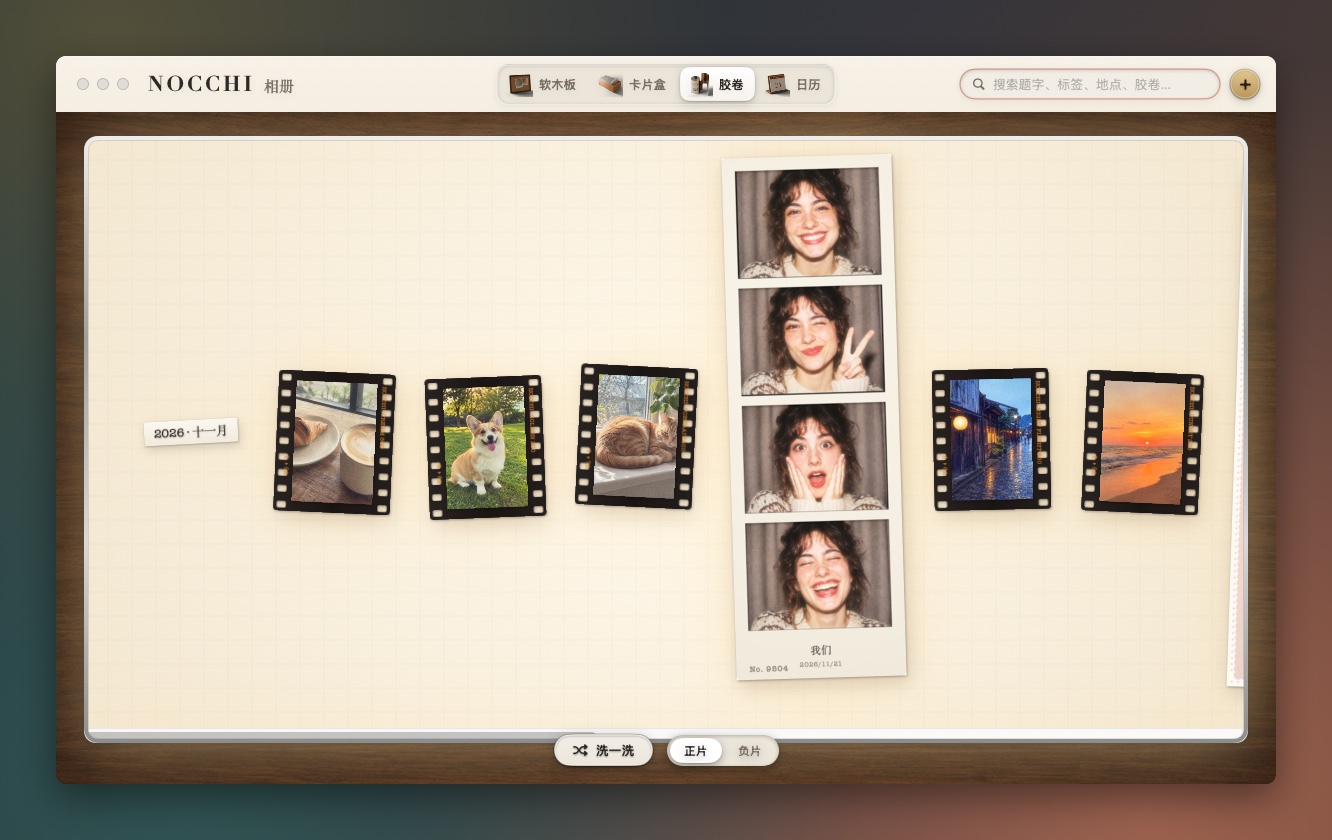 NOCCHI 相册
软木板
卡片盒
胶卷
日历
搜索题字、标签、地点、胶卷...
2026·十一月
我们
No. 9804 2026/11/21
洗一洗
正片
负片